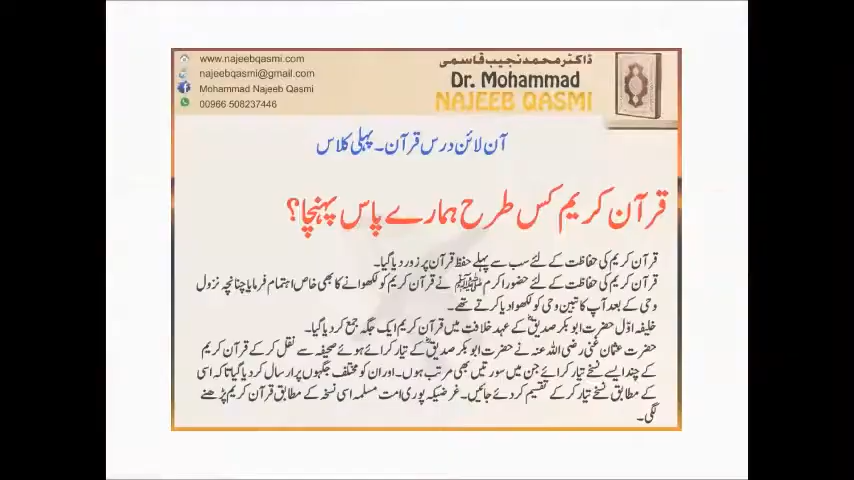 www.najeebqasmi.com
najeebqasmi@gmail.com
Mohammad Najeeb Qasmi
00966 508237446
ڈاکٹر محمد نجیب قاسمی
Dr. Mohammad
NAJEEB QASMI
آن لائن درس قرآن۔ پہلی کلاس
قرآن کریم کس طرح ہمارے پاس پہنچا؟
قرآن کریم کی حفاظت کے لئے سب سے پہلے حفظ قرآن پر زور دیا گیا۔
قرآن کریم کی حفاظت کے لئے حضور اکرم ﷺ نے قرآن کریم کو لکھوانے کا بھی خاص اہتمام فرمایا چنانچہ نزول
وحی کے بعد آپ کاتبین وحی کو لکھوا دیا کرتے تھے۔
خلیفہ اوّل حضرت ابو بکر صدیقؓ کے عہد خلافت میں قرآن کریم ایک جگہ جمع کر دیا گیا۔
حضرت عثمان غنی رضی اللہ عنہ نے حضرت ابو بکر صدیقؓ کے تیار کرائے ہوئے صحیفہ سے نقل کر کے قرآن کریم
کے چند ایسے نسخے تیار کرائے جن میں سورتیں بھی مرتب ہوں۔ اور ان کو مختلف جگہوں پر ارسال کر دیا گیا تاکہ اسی
کے مطابق نسخے تیار کر کے تقسیم کر دئے جائیں۔ غرضیکہ پوری امت مسلمہ اسی نسخہ کے مطابق قرآن کریم پڑھنے
لگی۔